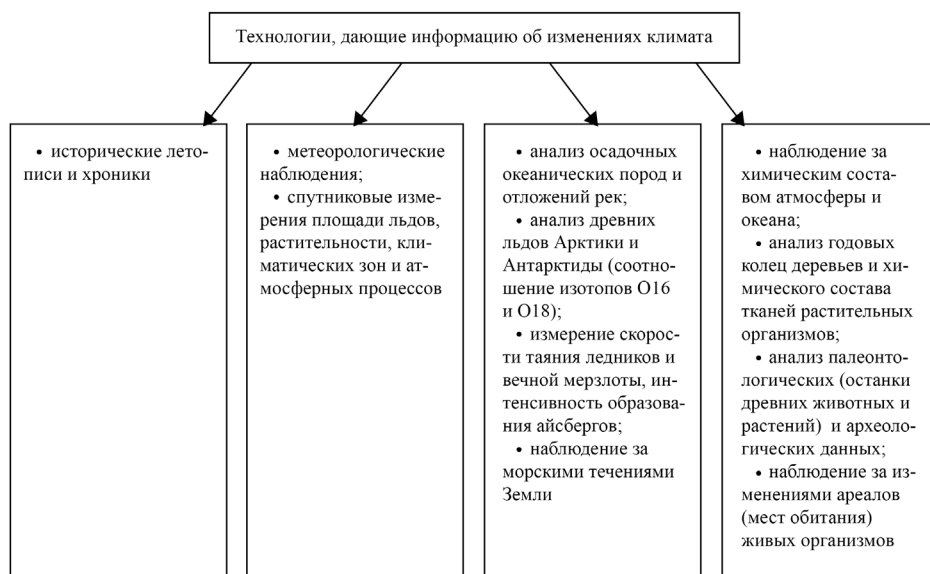 Технологии, дающие информацию об изменениях климата
• исторические лето-
писи и хроники
• метеорологические
наблюдения;
• спутниковые изме-
рения площади льдов,
растительности, кли-
матических зон и ат-
мосферных процессов
• анализ осадочных
океанических пород и
отложений рек;
• анализ древних
льдов Арктики и
Антарктиды (соотно-
шение изотопов О16
и О18);
• измерение скорос-
ти таяния ледников и
вечной мерзлоты, ин-
тенсивность образова-
ния айсбергов;
• наблюдение за
морскими течениями
Земли
• наблюдение за
химическим соста-
вом атмосферы и
океана;
• анализ годовых
колец деревьев и хи-
мического состава
тканей растительных
организмов;
• анализ палеонто-
логических (останки
древних животных и
растений) и археоло-
гических данных;
• наблюдение за из-
менениями ареалов
(мест обитания)
живых организмов